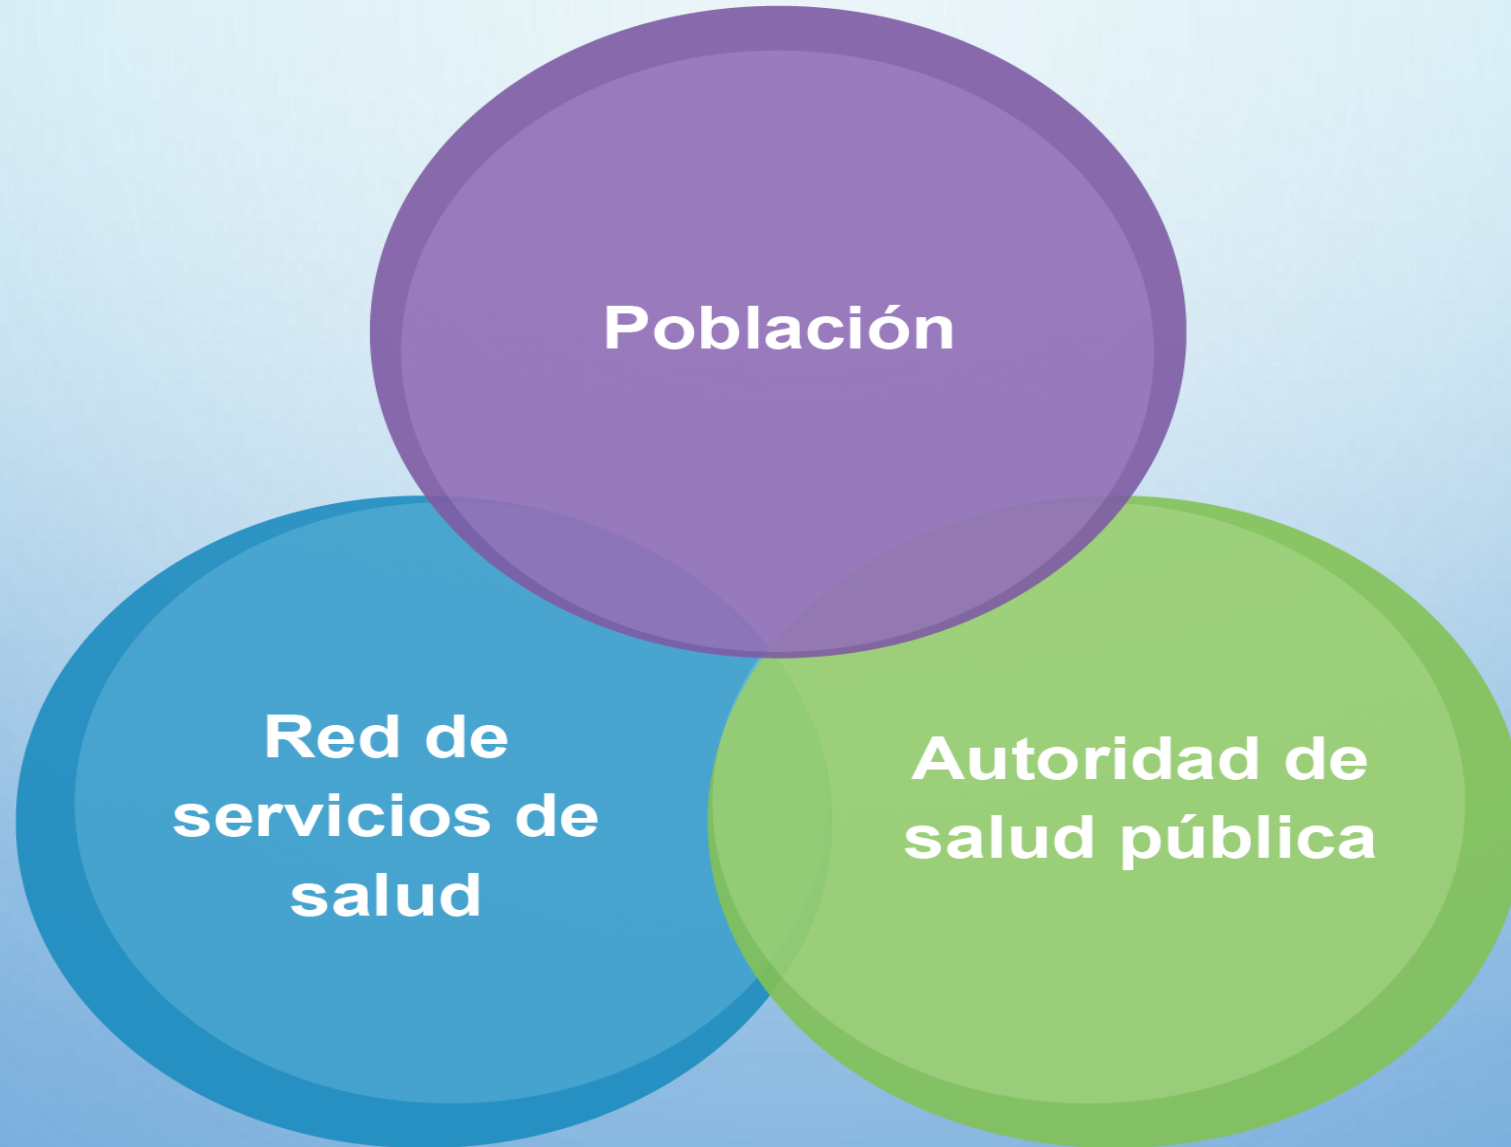 Población
Red de
servicios de
salud
Autoridad de
salud pública